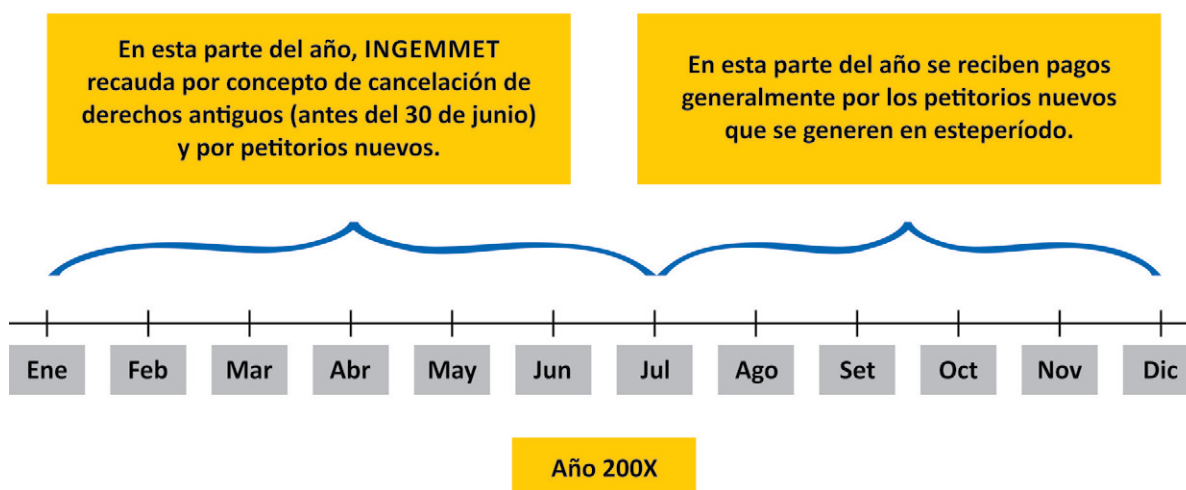 En esta parte del año, INGEMMET
recauda por concepto de cancelación de
derechos antiguos (antes del 30 de junio)
y por petitorios nuevos.
En esta parte del año se reciben pagos
generalmente por los petitorios nuevos
que se generen en esteperíodo.
Ene Feb Mar Abr May Jun Jul Ago Set Oct Nov Dic
Año 200X